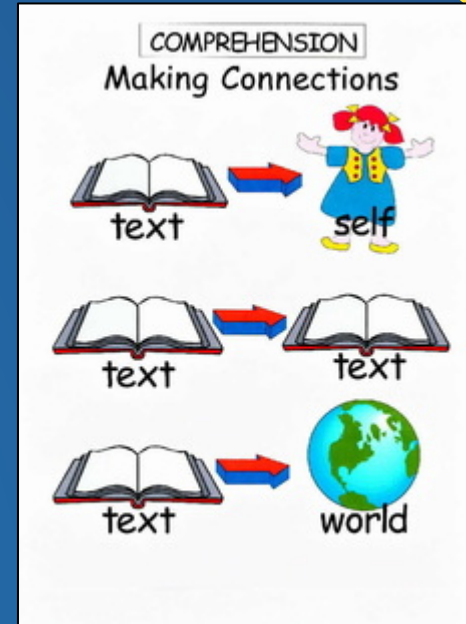 COMPREHENSION
Making Connections
text self
text text
text world